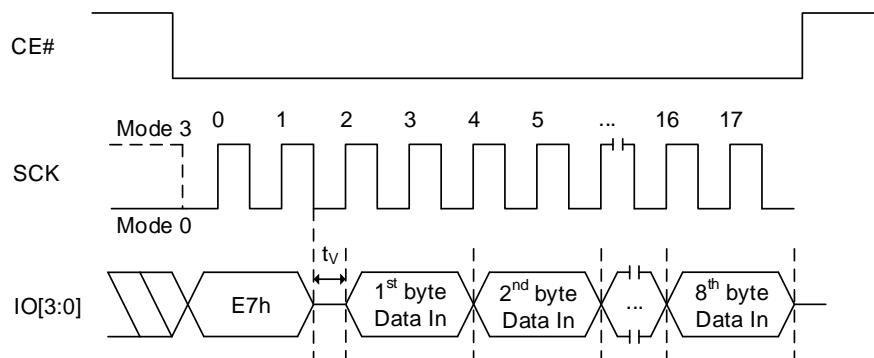 CE#
0 1 2 3 4 5 ... 16 17
Mode 3
SCK
Mode 0
tV
IO[3:0]
E7h
1st byte
Data In
2nd byte
Data In
...
8th byte
Data In